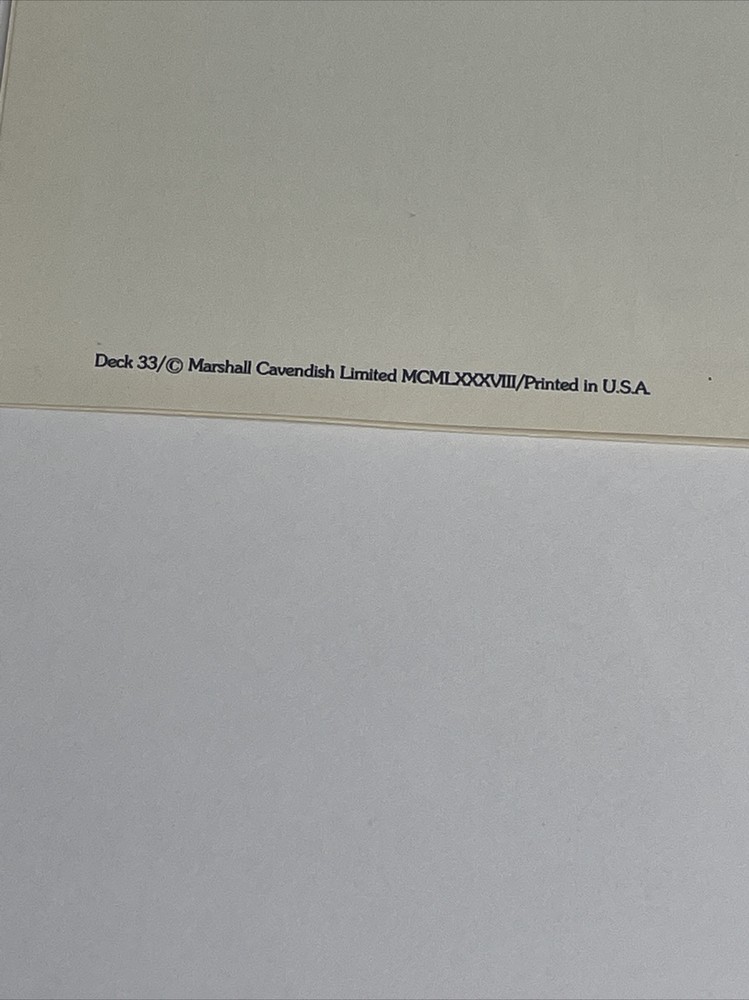 Deck 33/© Marshall Cavendish Limited MCMLXXXVIII/Printed in U.S.A.